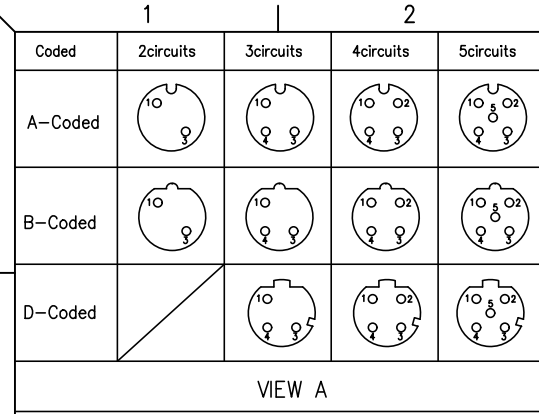 1 2
Coded 2circuits 3circuits 4circuits 5circuits
A-Coded
1 3
1 4 3
1 2 4 3
1 5 2 4 3
B-Coded
1 3
1 4 3
1 2 4 3
1 5 2 4 3
D-Coded
1 4 3
1 2 4 3
1 5 2 4 3
VIEW A